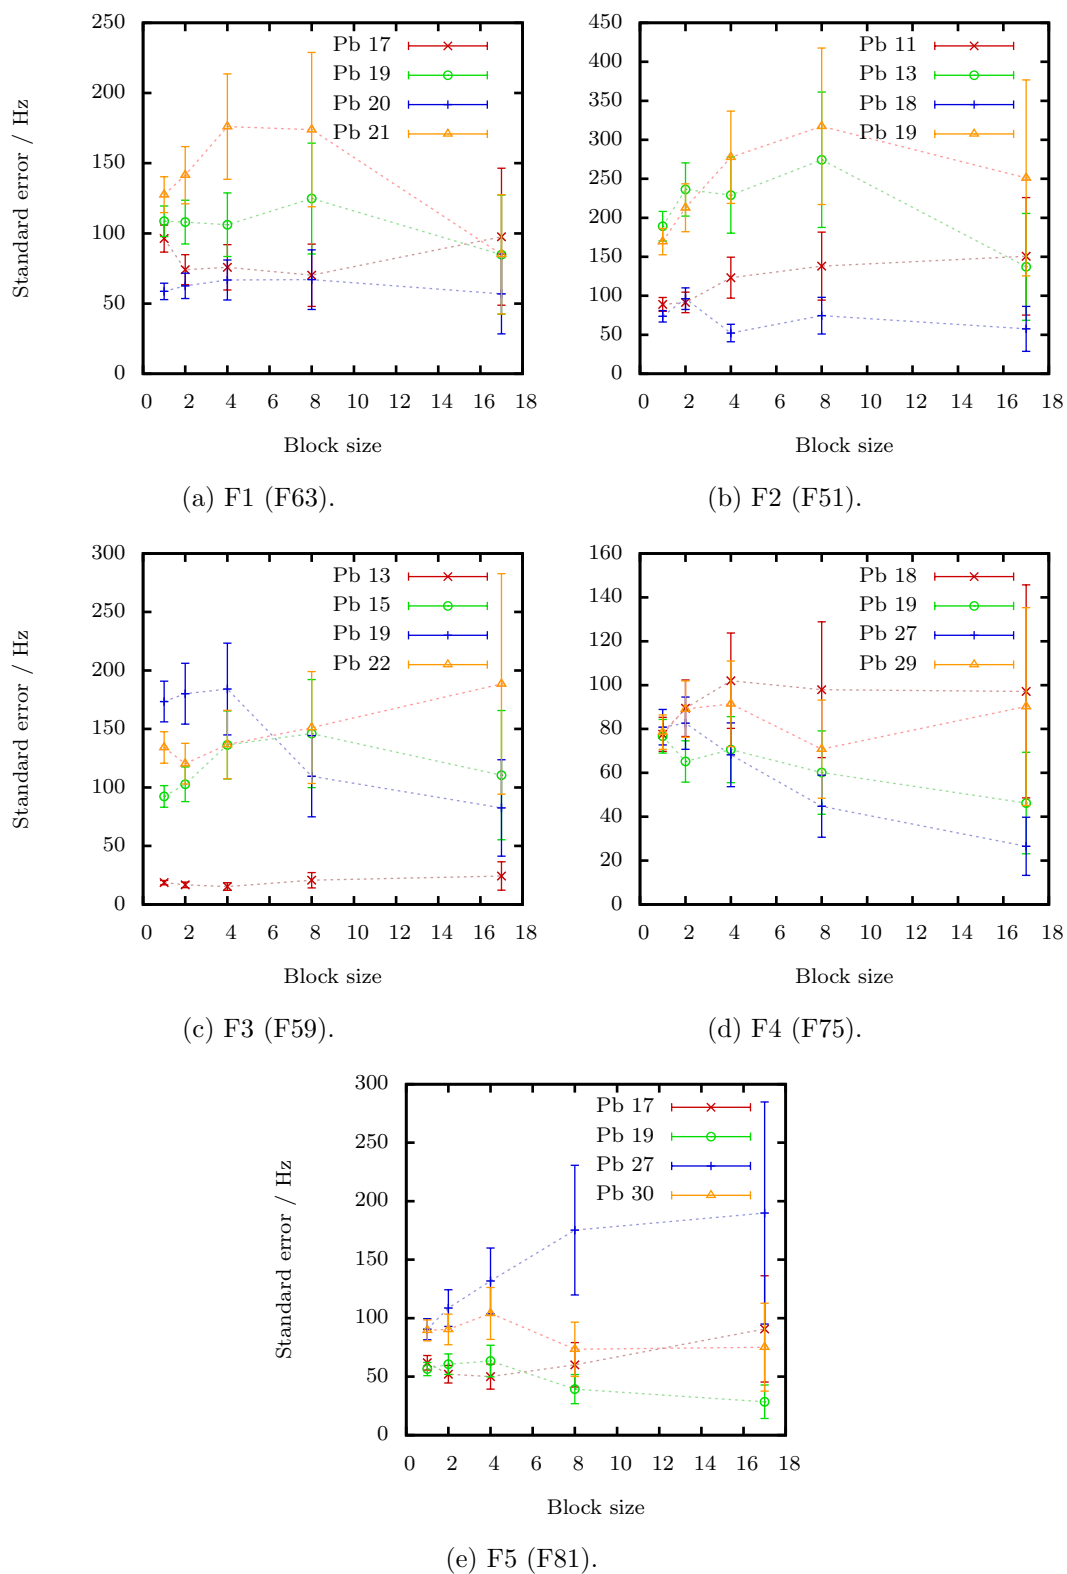 250
200
150
100
50
0
Standard error / Hz
Pb 17
Pb 19
Pb 20
Pb 21
0 2 4 6 8 10 12 14 16 18
Block size
(a) F1 (F63).
450
400
350
300
250
200
150
100
50
0
Pb 11
Pb 13
Pb 18
Pb 19
0 2 4 6 8 10 12 14 16 18
Block size
(b) F2 (F51).
300
250
200
150
100
50
0
Standard error / Hz
Pb 13
Pb 15
Pb 19
Pb 22
0 2 4 6 8 10 12 14 16 18
Block size
(c) F3 (F59).
160
140
120
100
80
60
40
20
0
Pb 18
Pb 19
Pb 27
Pb 29
0 2 4 6 8 10 12 14 16 18
Block size
(d) F4 (F75).
300
250
200
150
100
50
0
Standard error / Hz
Pb 17
Pb 19
Pb 27
Pb 30
0 2 4 6 8 10 12 14 16 18
Block size
(e) F5 (F81).